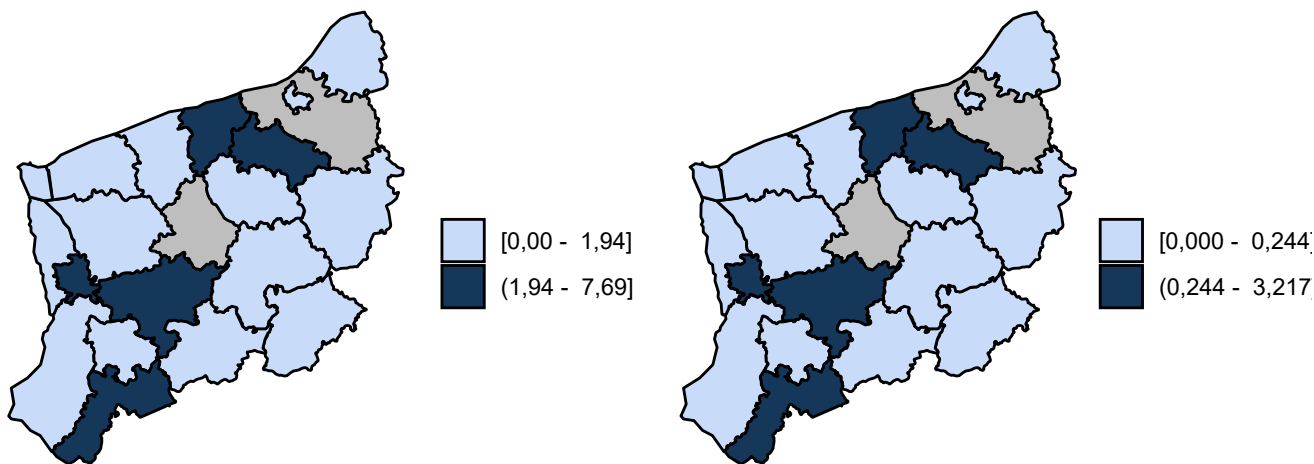 [0,00 - 1,94]
(1,94 - 7,69]
[0,000 - 0,244]
(0,244 - 3,217]